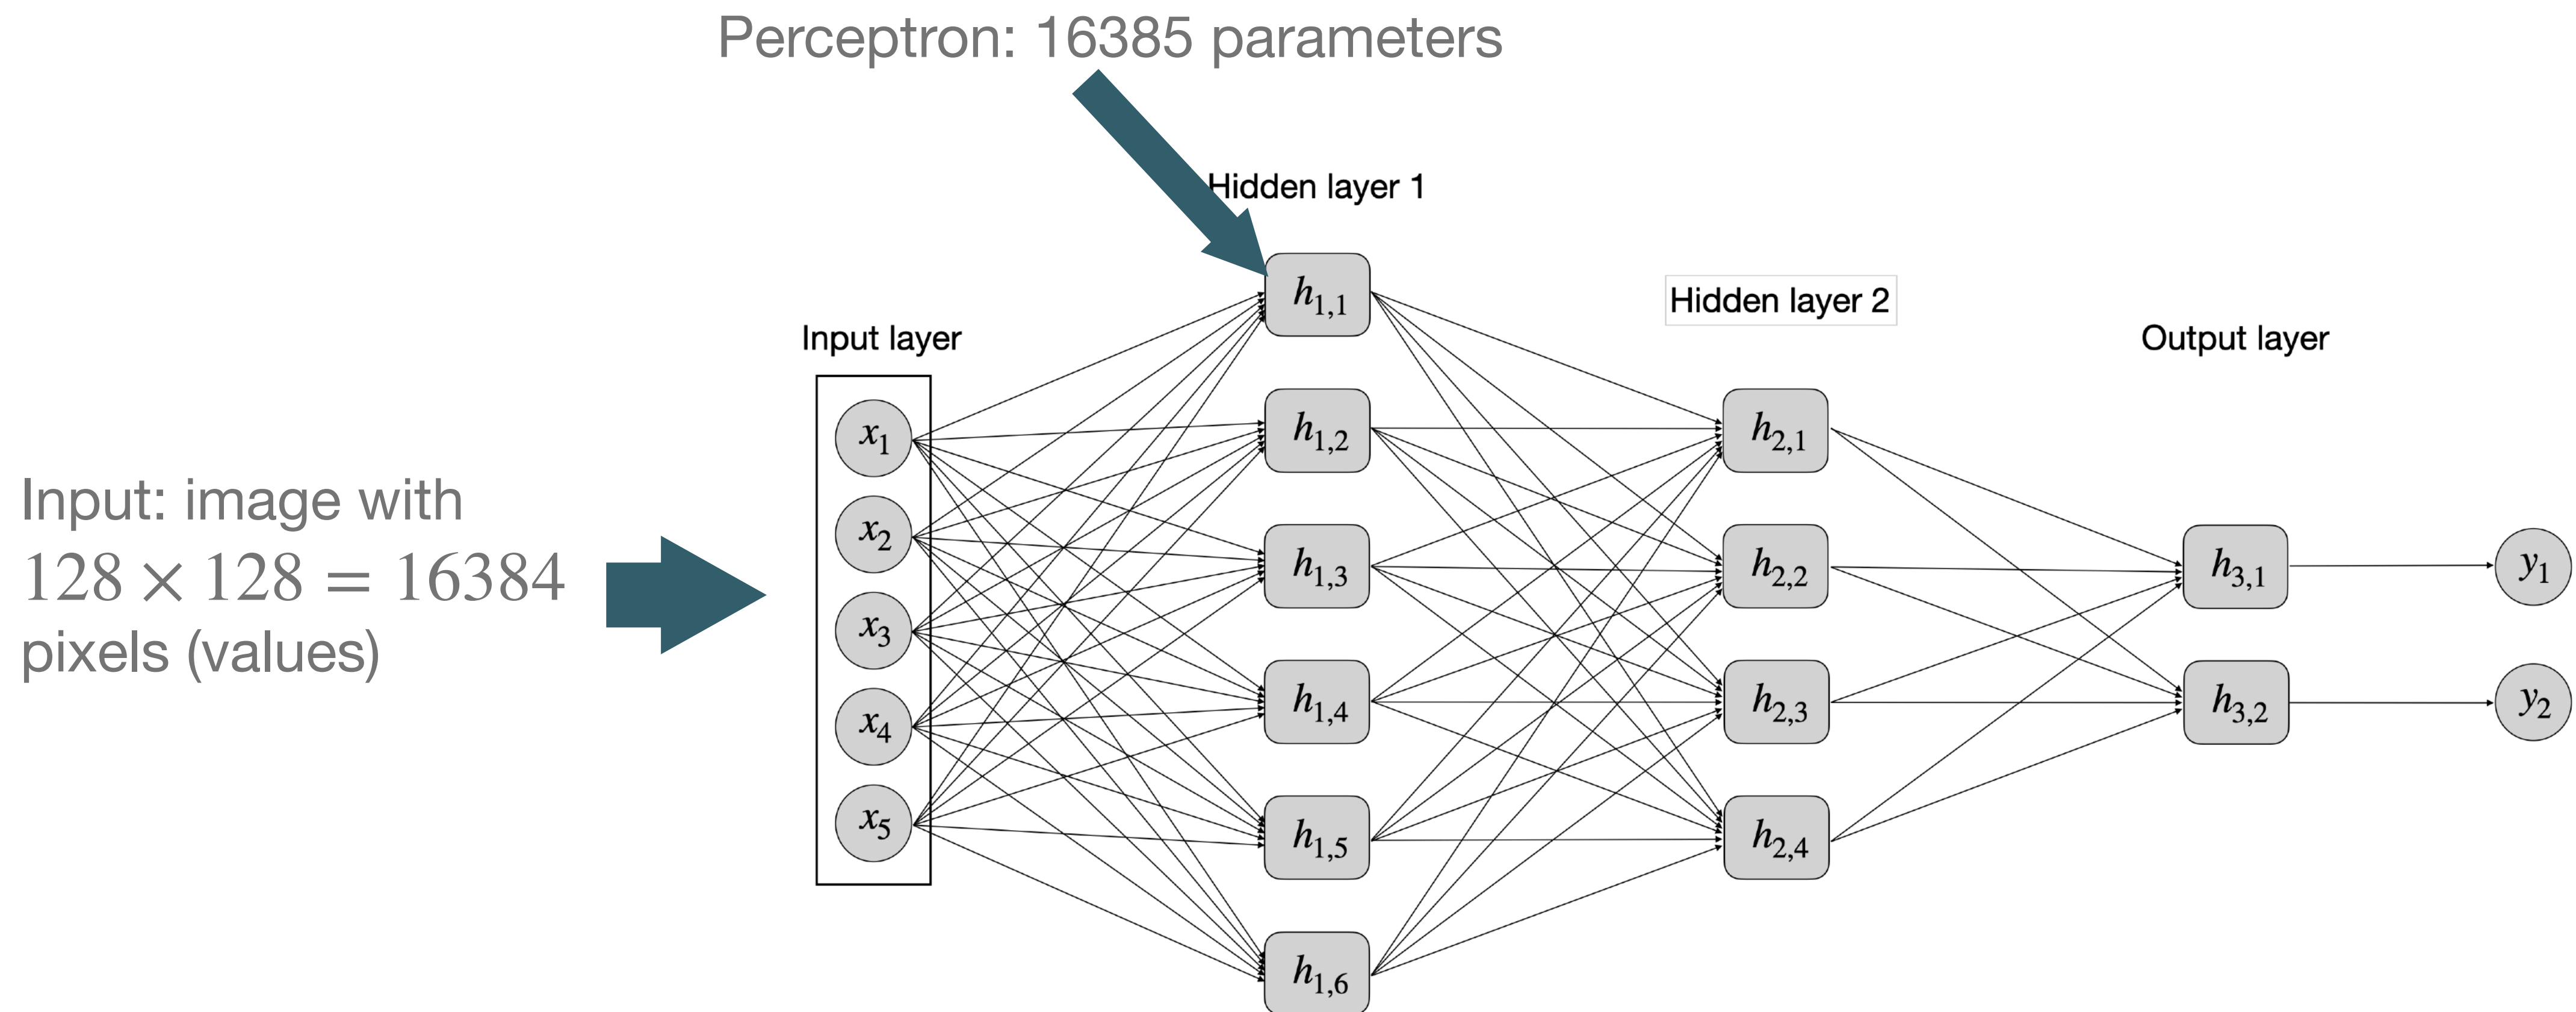 Perceptron: 16385 parameters
Hidden layer 1
Hidden layer 2
Input layer
Output layer
Input: image with
128 × 128 = 16384
pixels (values)
x₁
x₂
x₃
x₄
x₅
h₁,₁
h₁,₂
h₁,₃
h₁,₄
h₁,₅
h₁,₆
h₂,₁
h₂,₂
h₂,₃
h₂,₄
h₃,₁
h₃,₂
y₁
y₂